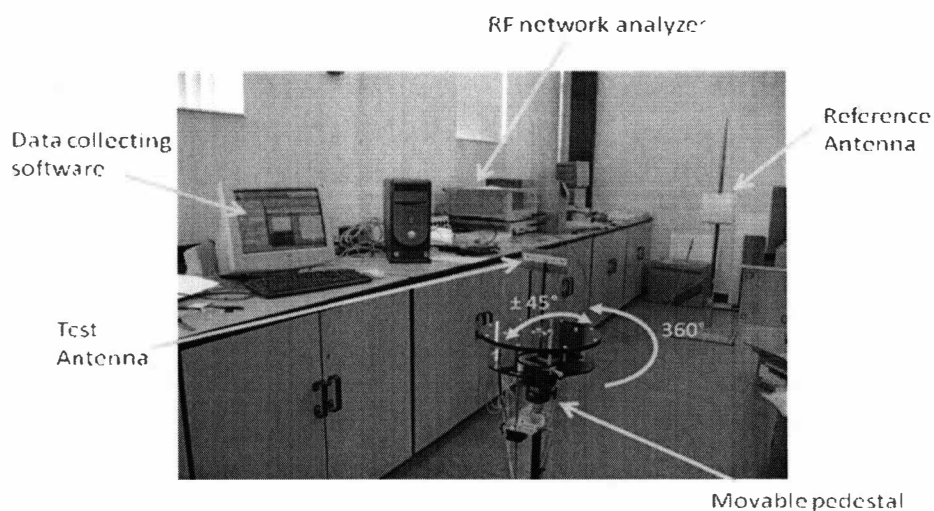 RF network analyzer
Reference
Antenna
Data collecting
software
± 45°
360°
Test
Antenna
Movable pedestal